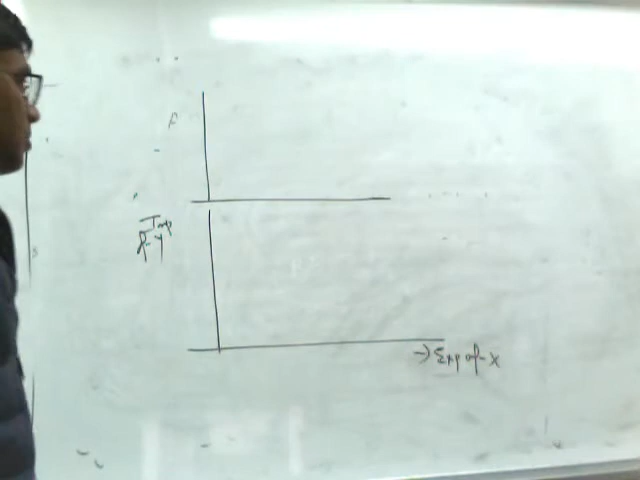 Imp
of-y
→ Exp of-X